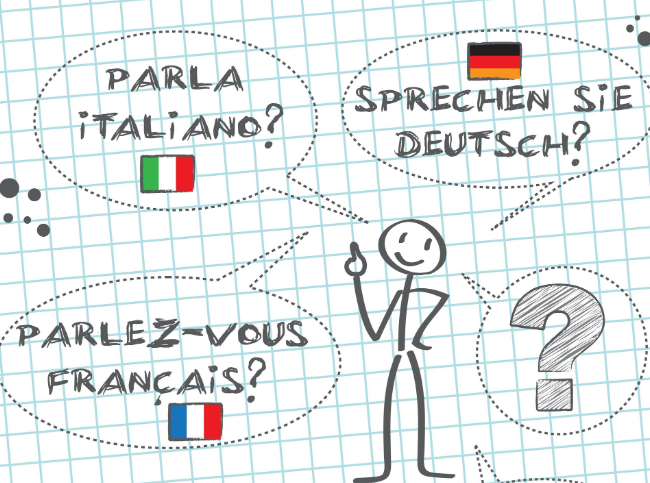 PARLA
iTALiANO?
SPRECHEN SiE
DEUTSCH?
PARLEZ-VOUS
FRANÇAiS?
?